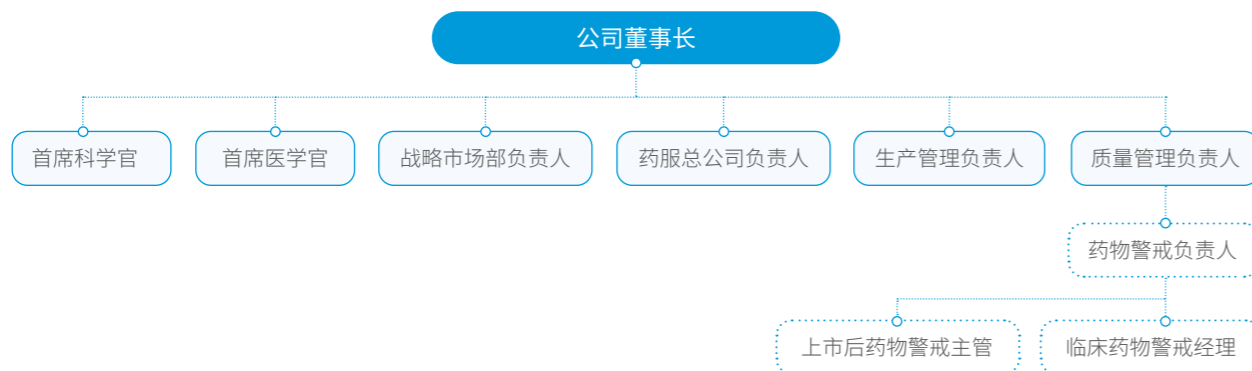 公司董事长
首席科学官
首席医学官
战略市场部负责人
药服总公司负责人
生产管理负责人
质量管理负责人
药物警戒负责人
上市后药物警戒主管
临床药物警戒经理